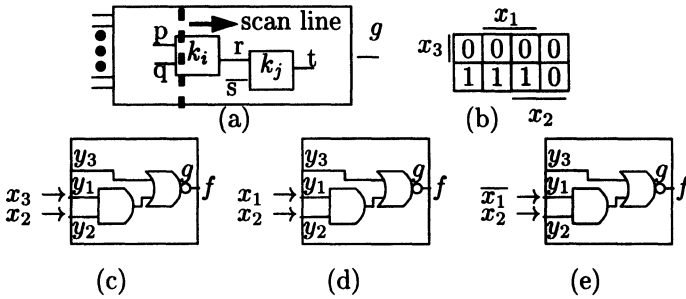 scan line
p
q
k_i
r
s
k_j
t
g
(a)
x_1
x_3
0 0 0 0
1 1 1 0
x_2
(b)
x_3
x_2
y_3
y_1
y_2
g
f
(c)
x_1
x_2
y_3
y_1
y_2
g
f
(d)
\overline{x_1}
x_2
y_3
y_1
y_2
g
f
(e)